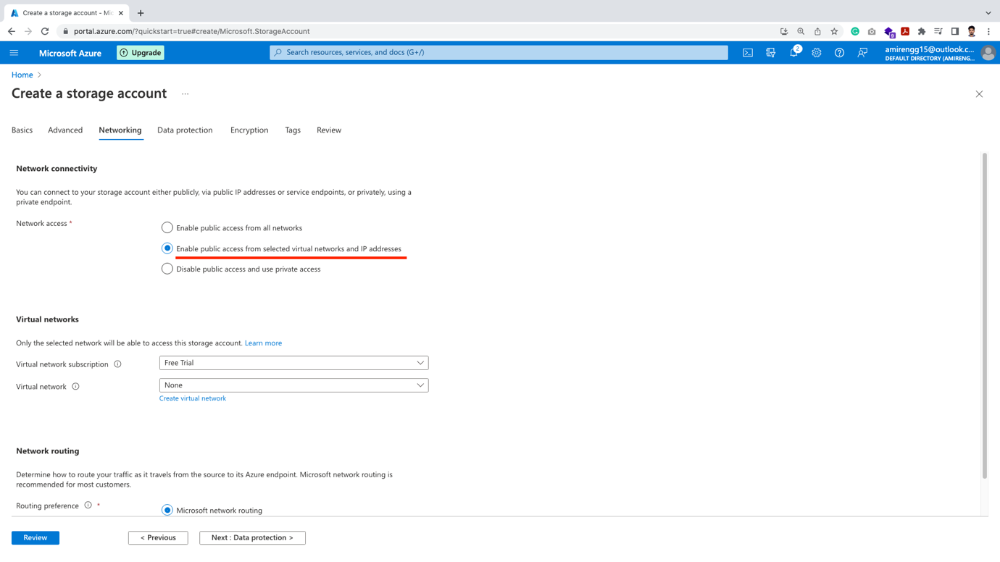 Create a storage account - Mic
portal.azure.com/?quickstart=true#create/Microsoft.StorageAccount
9
Microsoft Azure
Upgrade
Search resources, services, and docs (G+/)
2
amirengg15@outlook.c...
DEFAULT DIRECTORY (AMIRENG...
Home
Create a storage account
...
Basics Advanced Networking Data protection Encryption Tags Review
Network connectivity
You can connect to your storage account either publicly, via public IP addresses or service endpoints, or privately, using a
private endpoint.
Network access *
Enable public access from all networks
Enable public access from selected virtual networks and IP addresses
Disable public access and use private access
Virtual networks
Only the selected network will be able to access this storage account. Learn more
Virtual network subscription
Free Trial
Virtual network
None
Create virtual network
Network routing
Determine how to route your traffic as it travels from the source to its Azure endpoint. Microsoft network routing is
recommended for most customers.
Routing preference *
Microsoft network routing
Review
< Previous
Next : Data protection >